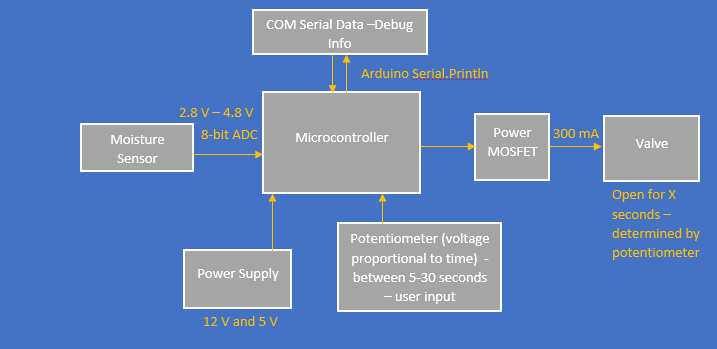 COM Serial Data –Debug
Info
Arduino Serial.Println
2.8 V – 4.8 V
8-bit ADC
Moisture
Sensor
Microcontroller
Power
MOSFET
300 mA
Valve
Open for X
seconds –
determined by
potentiometer
Potentiometer (voltage
proportional to time)  -
between 5-30 seconds
– user input
Power Supply
12 V and 5 V